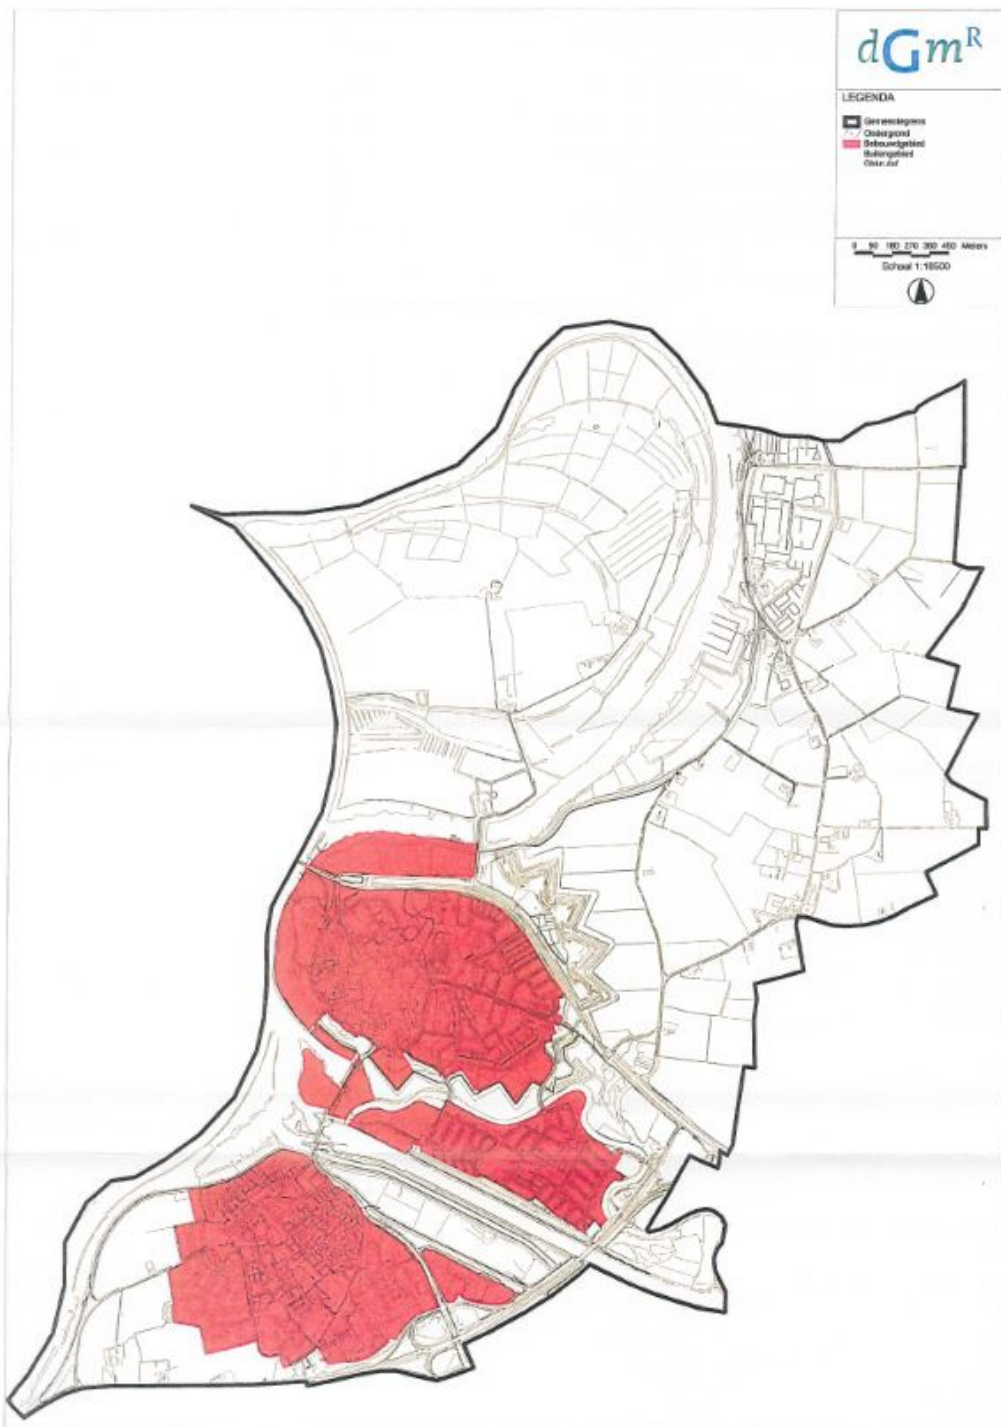 dGmR
LEGENDA
Gemeentegrens
Ondergrond
Bebouwdgebied
Buitengebied
0 90 180 270 360 450 Meters
Schaal 1:18500